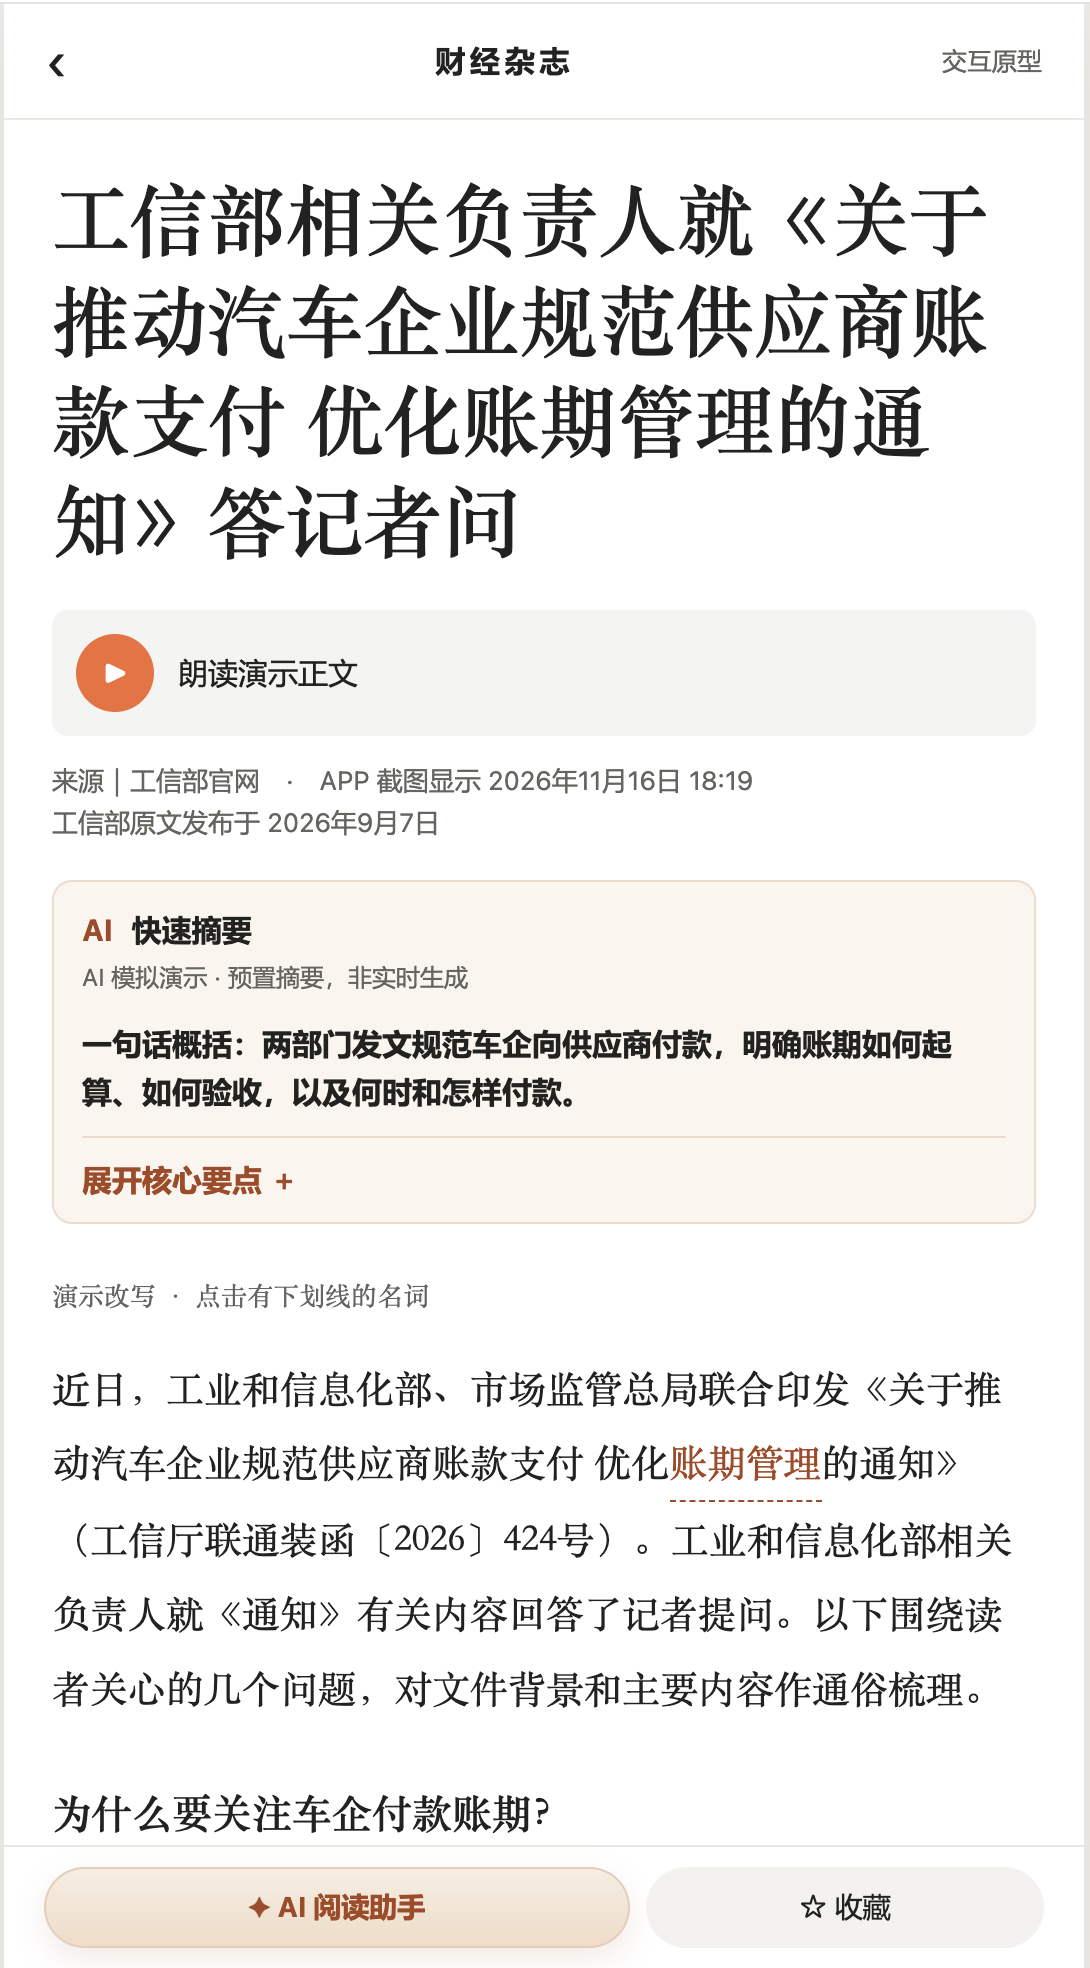 ‹
财经杂志
交互原型
工信部相关负责人就《关于
推动汽车企业规范供应商账
款支付 优化账期管理的通
知》答记者问
朗读演示正文
来源 | 工信部官网 · APP 截图显示 2026年11月16日 18:19
工信部原文发布于 2026年9月7日
AI 快速摘要
AI 模拟演示 · 预置摘要，非实时生成
一句话概括：两部门发文规范车企向供应商付款，明确账期如何起
算、如何验收，以及何时和怎样付款。
展开核心要点 +
演示改写 · 点击有下划线的名词
近日，工业和信息化部、市场监管总局联合印发《关于推
动汽车企业规范供应商账款支付 优化账期管理的通知》
（工信厅联通装函〔2026〕424号）。工业和信息化部相关
负责人就《通知》有关内容回答了记者提问。以下围绕读
者关心的几个问题，对文件背景和主要内容作通俗梳理。
为什么要关注车企付款账期？
✦ AI 阅读助手
☆ 收藏